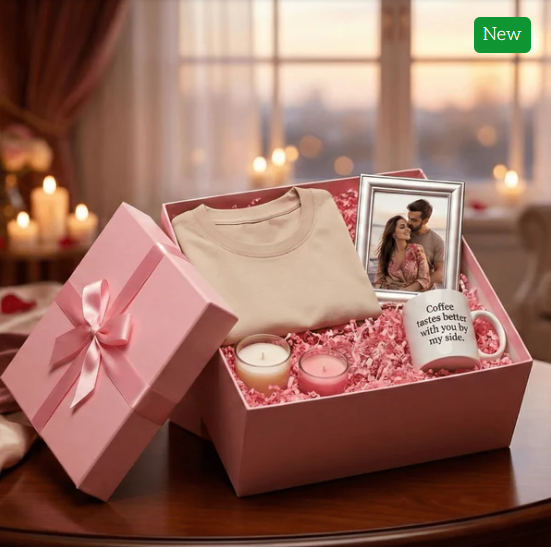 New
Coffee
tastes better
with you by
my side.